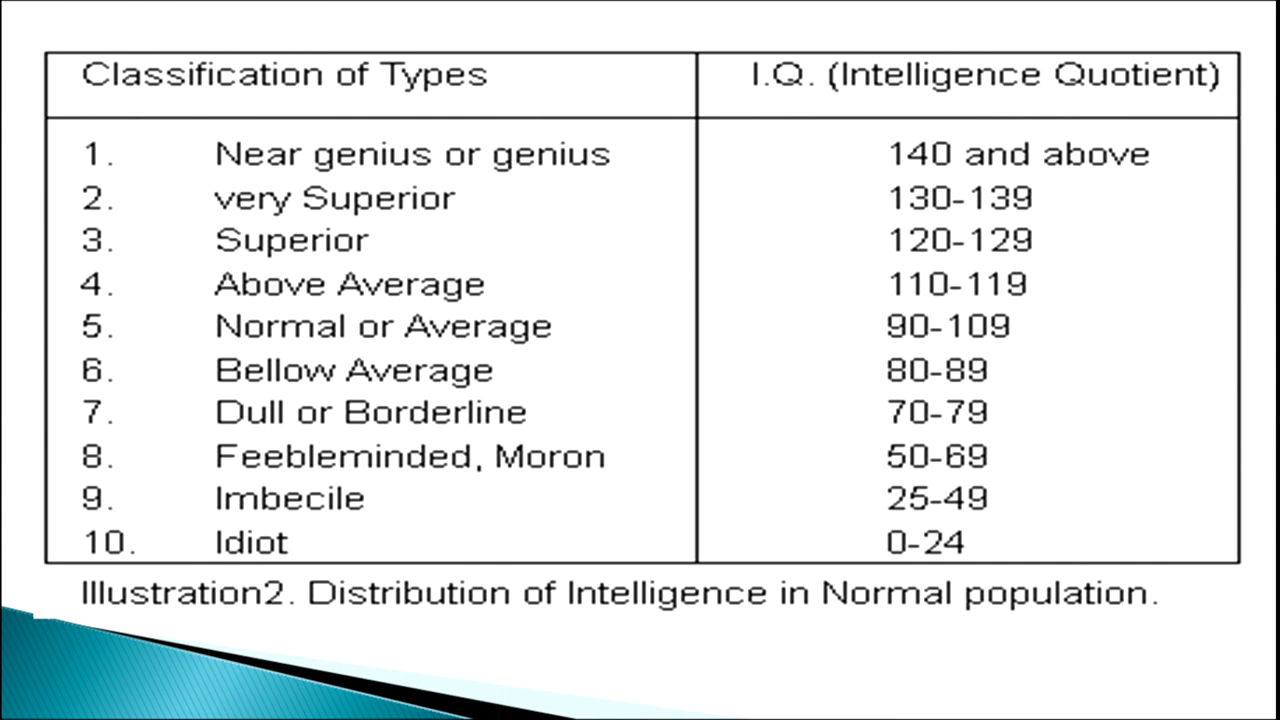 Classification of Types I.Q. (Intelligence Quotient)
1. Near genius or genius 140 and above
2. very Superior 130-139
3. Superior 120-129
4. Above Average 110-119
5. Normal or Average 90-109
6. Bellow Average 80-89
7. Dull or Borderline 70-79
8. Feebleminded, Moron 50-69
9. Imbecile 25-49
10. Idiot 0-24
Illustration2. Distribution of Intelligence in Normal population.